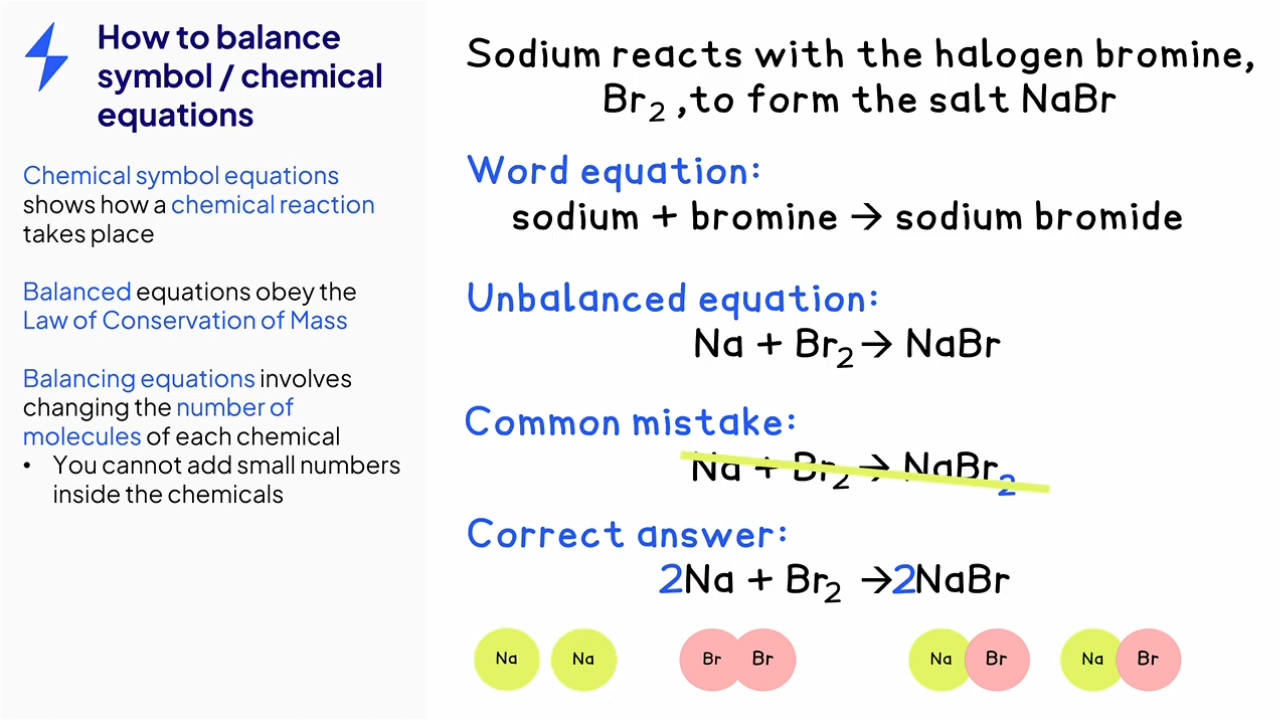 How to balance
symbol / chemical
equations
Chemical symbol equations
shows how a chemical reaction
takes place
Balanced equations obey the
Law of Conservation of Mass
Balancing equations involves
changing the number of
molecules of each chemical
• You cannot add small numbers
inside the chemicals
Sodium reacts with the halogen bromine,
Br₂ ,to form the salt NaBr
Word equation:
sodium + bromine → sodium bromide
Unbalanced equation:
Na + Br₂ → NaBr
Common mistake:
Na + Br₂ → NaBr₂
Correct answer:
2Na + Br₂ → 2NaBr
Na Na Br Br Na Br Na Br